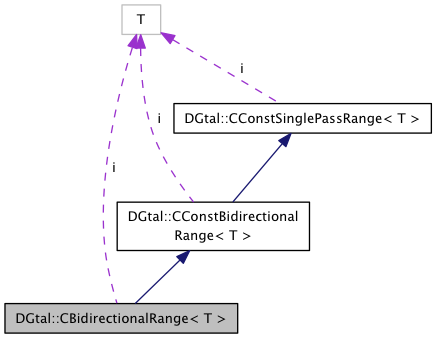 T
i
DGtal::CConstSinglePassRange< T >
i
i
DGtal::CConstBidirectional
Range< T >
DGtal::CBidirectionalRange< T >